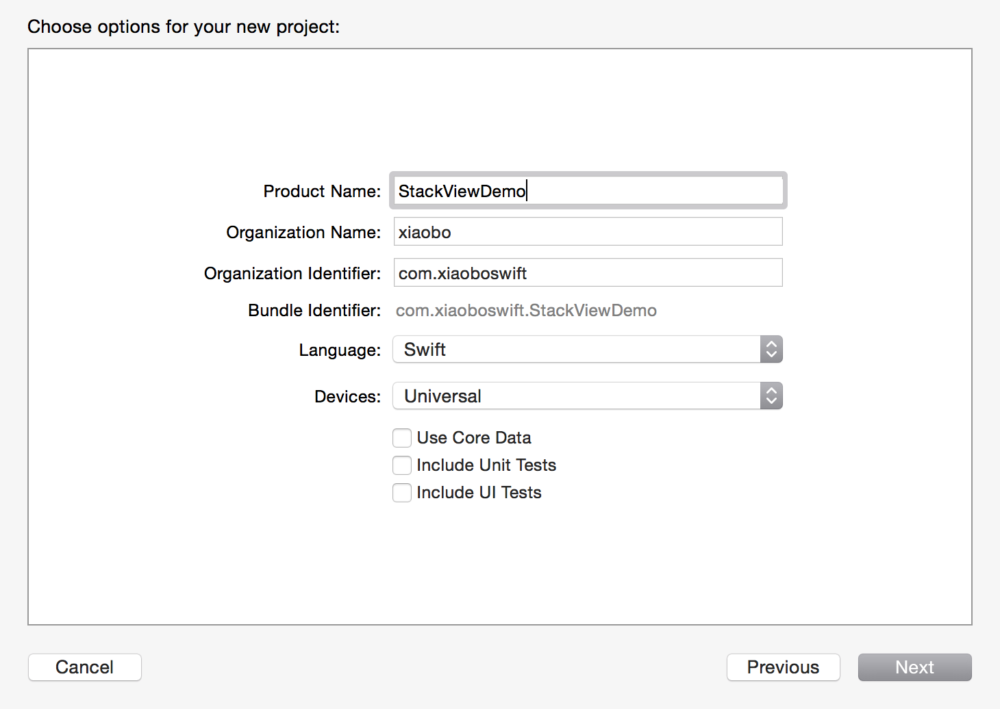 Choose options for your new project:
Product Name: StackViewDemo
Organization Name: xiaobo
Organization Identifier: com.xiaoboswift
Bundle Identifier: com.xiaoboswift.StackViewDemo
Language: Swift
Devices: Universal
Use Core Data
Include Unit Tests
Include UI Tests
Cancel Previous Next